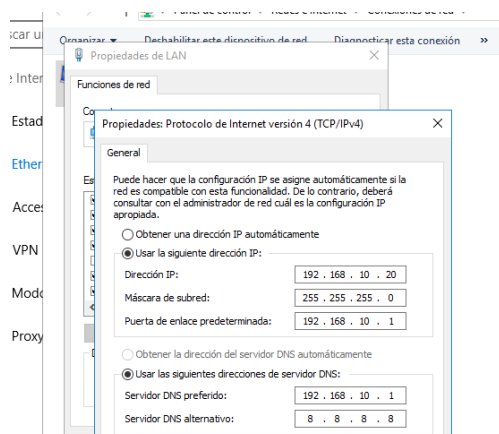 Panel de control > Redes e Internet > Conexiones de red
Organizar Deshabilitar este dispositivo de red Diagnosticar esta conexión »
Propiedades de LAN
Funciones de red
Propiedades: Protocolo de Internet versión 4 (TCP/IPv4)
General
Puede hacer que la configuración IP se asigne automáticamente si la
red es compatible con esta funcionalidad. De lo contrario, deberá
consultar con el administrador de red cuál es la configuración IP
apropiada.
Obtener una dirección IP automáticamente
Usar la siguiente dirección IP:
Dirección IP: 192 . 168 . 10 . 20
Máscara de subred: 255 . 255 . 255 . 0
Puerta de enlace predeterminada: 192 . 168 . 10 . 1
Obtener la dirección del servidor DNS automáticamente
Usar las siguientes direcciones de servidor DNS:
Servidor DNS preferido: 192 . 168 . 10 . 1
Servidor DNS alternativo: 8 . 8 . 8 . 8
Estad
Ether
Acces
VPN
Proxy